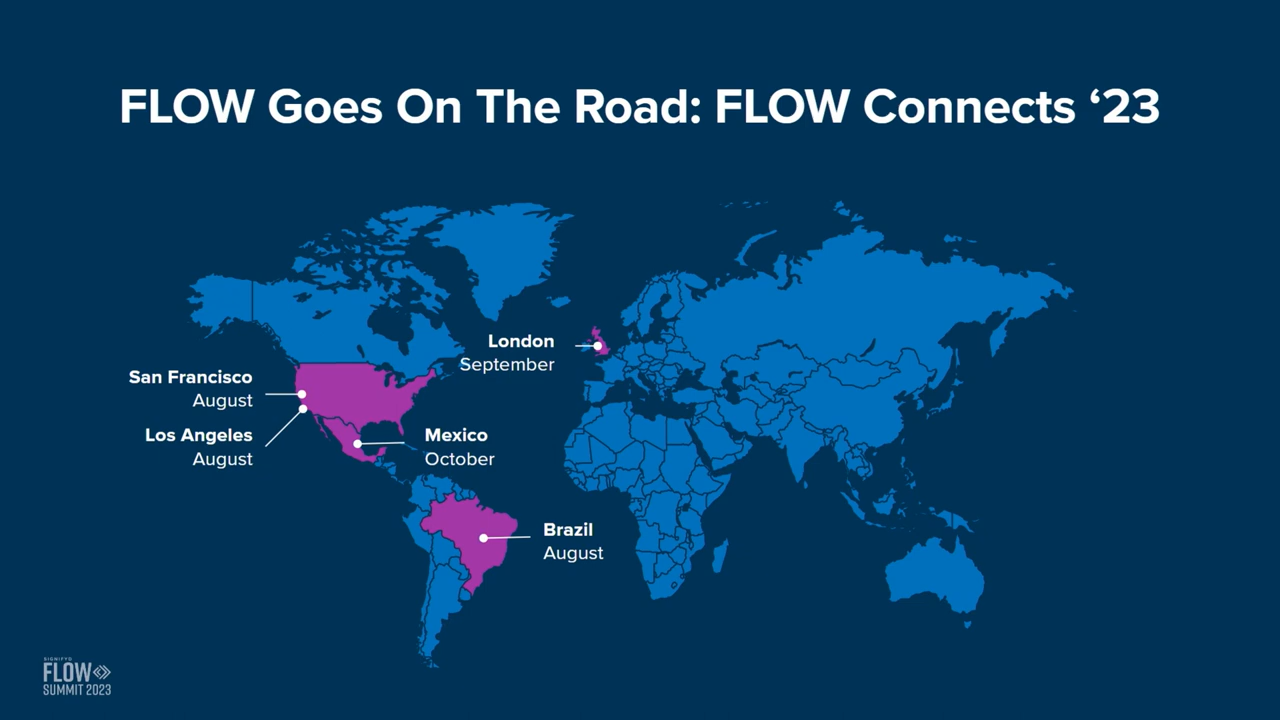 FLOW Goes On The Road: FLOW Connects ‘23
London
September
San Francisco
August
Los Angeles
August
Mexico
October
Brazil
August
SIGNIFYD
FLOW
SUMMIT 2023